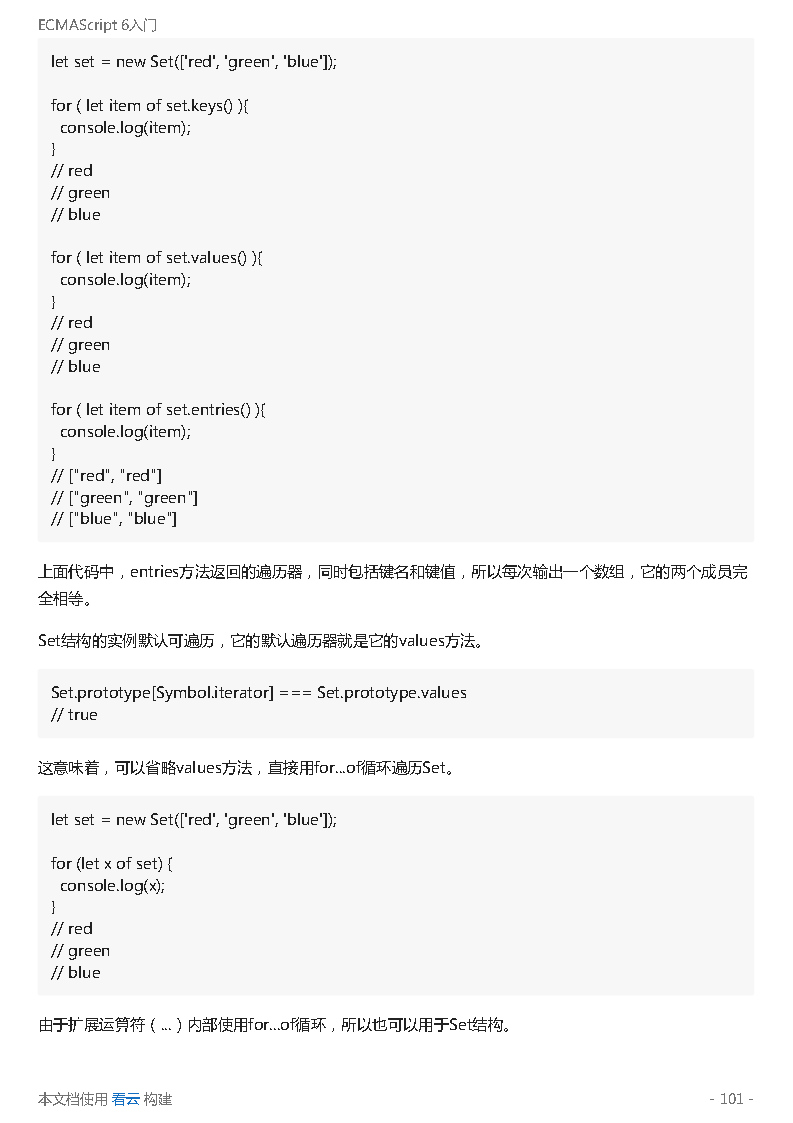 ECMAScript 6入门
let set = new Set(['red', 'green', 'blue']);
for ( let item of set.keys() ){
  console.log(item);
}
// red
// green
// blue
for ( let item of set.values() ){
  console.log(item);
}
// red
// green
// blue
for ( let item of set.entries() ){
  console.log(item);
}
// ["red", "red"]
// ["green", "green"]
// ["blue", "blue"]
上面代码中，entries方法返回的遍历器，同时包括键名和键值，所以每次输出一个数组，它的两个成员完
全相等。
Set结构的实例默认可遍历，它的默认遍历器就是它的values方法。
Set.prototype[Symbol.iterator] === Set.prototype.values
// true
这意味着，可以省略values方法，直接用for...of循环遍历Set。
let set = new Set(['red', 'green', 'blue']);
for (let x of set) {
  console.log(x);
}
// red
// green
// blue
由于扩展运算符（...）内部使用for...of循环，所以也可以用于Set结构。
本文档使用 看云 构建
- 101 -